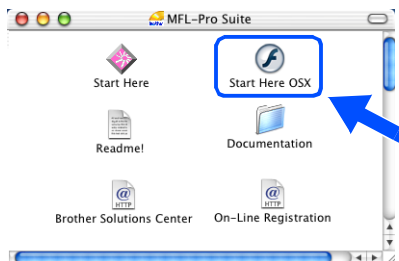 MFL-Pro Suite
Start Here
Start Here OSX
Readme!
Documentation
@
HTTP
@
HTTP
Brother Solutions Center
On-Line Registration